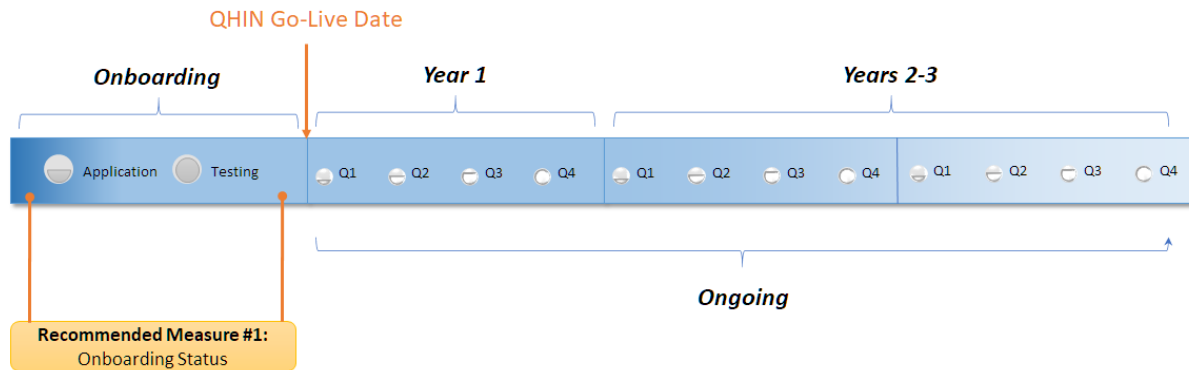 QHIN Go-Live Date
Onboarding
Year 1
Years 2-3
Application
Testing
Q1
Q2
Q3
Q4
Q1
Q2
Q3
Q4
Q1
Q2
Q3
Q4
Ongoing
Recommended Measure #1:
Onboarding Status